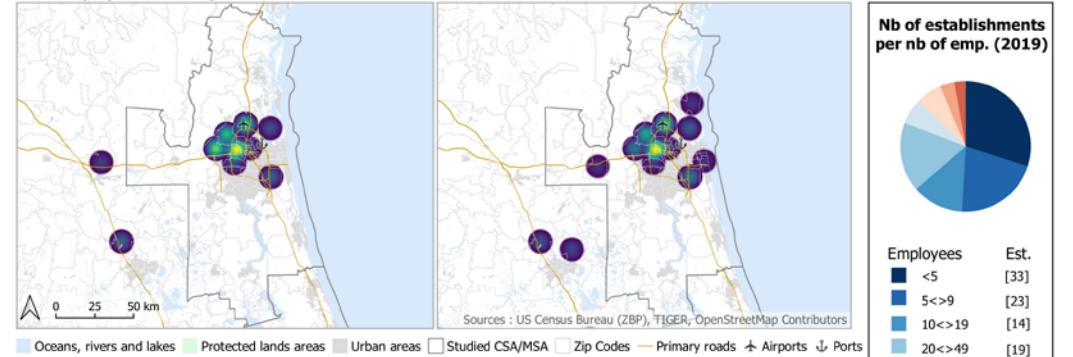 Nb of establishments
per nb of emp. (2019)
0 25 50 km
Sources : US Census Bureau (ZBP), TIGER, OpenStreetMap Contributors
Oceans, rivers and lakes Protected lands areas Urban areas Studied CSA/MSA Zip Codes Primary roads Airports Ports
Employees Est.
<5 [33]
5<>9 [23]
10<>19 [14]
20<>49 [19]